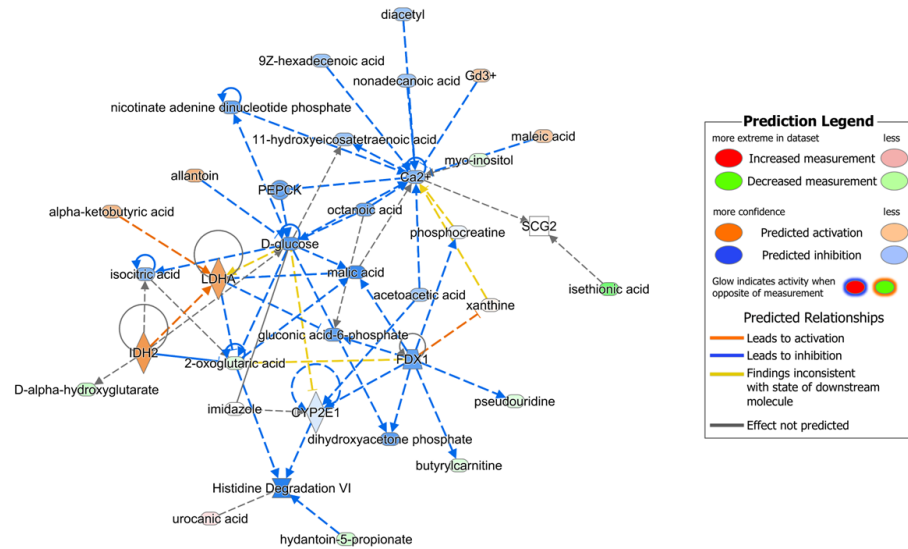 diacetyl
9Z-hexadecenoic acid
nonadecanoic acid
Gd3+
nicotinate adenine dinucleotide phosphate
11-hydroxyeicosatetraenoic acid
maleic acid
myo-inositol
allantoin
PEPCK
Ca2+
alpha-ketobutyric acid
octanoic acid
phosphocreatine
SCG2
D-glucose
isocitric acid
LDHA
malic acid
acetoacetic acid
isethionic acid
xanthine
gluconic acid-6-phosphate
IDH2
2-oxoglutaric acid
FDX1
D-alpha-hydroxyglutarate
pseudouridine
imidazole
CYP2E1
dihydroxyacetone phosphate
butyrylcarnitine
Histidine Degradation VI
urocanic acid
hydantoin-5-propionate
Prediction Legend
more extreme in dataset less
Increased measurement
Decreased measurement
more confidence less
Predicted activation
Predicted inhibition
Glow indicates activity when
opposite of measurement
Predicted Relationships
Leads to activation
Leads to inhibition
Findings inconsistent
with state of downstream
molecule
Effect not predicted